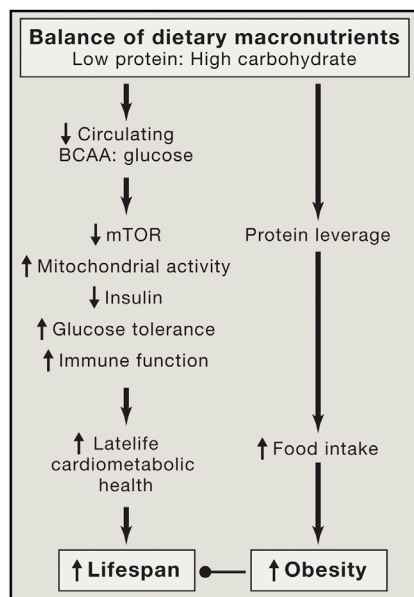 Balance of dietary macronutrients
Low protein: High carbohydrate
↓ Circulating
BCAA: glucose
↓ mTOR
Protein leverage
↑ Mitochondrial activity
↓ Insulin
↑ Glucose tolerance
↑ Immune function
↑ Latelife
cardiometabolic
health
↑ Food intake
↑ Lifespan
↑ Obesity